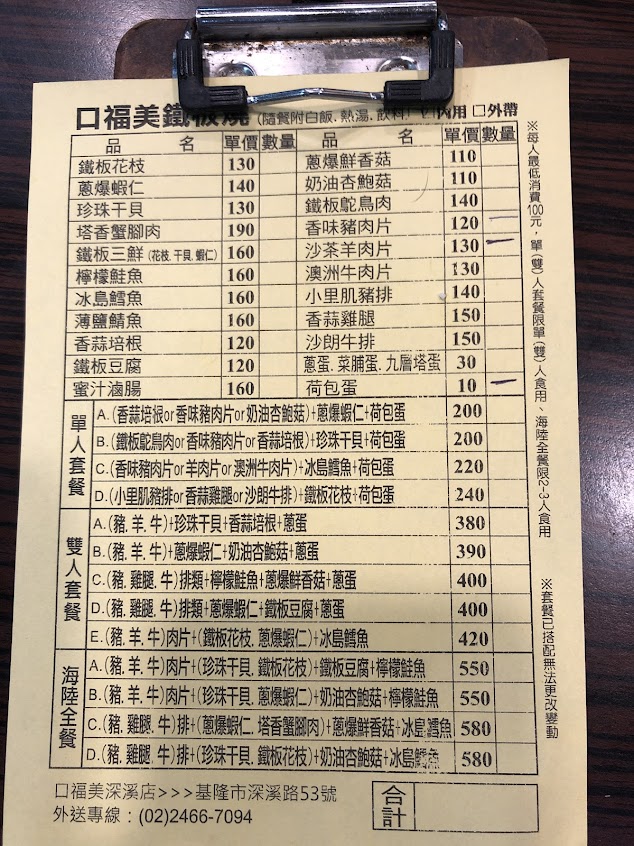 口福美鐵板燒 (隨餐附白飯.熱湯.飲料) 內用 □外帶
品 名 單價 數量 品 名 單價 數量
鐵板花枝 130 蔥爆鮮香菇 110
蔥爆蝦仁 140 奶油杏鮑菇 110
珍珠干貝 130 鐵板鴕鳥肉 140
塔香蟹腳肉 190 香味豬肉片 120
鐵板三鮮(花枝.干貝.蝦仁) 160 沙茶羊肉片 130
檸檬鮭魚 160 澳洲牛肉片 130
冰島鱈魚 160 小里肌豬排 140
薄鹽鯖魚 160 香蒜雞腿 150
香蒜培根 120 沙朗牛排 150
鐵板豆腐 120 蔥蛋.菜脯蛋.九層塔蛋 30
蜜汁滷腸 160 荷包蛋 10
單人套餐
A.(香蒜培根or香味豬肉片or奶油杏鮑菇)+蔥爆蝦仁+荷包蛋 200
B.(鐵板鴕鳥肉or香味豬肉片or香蒜培根)+珍珠干貝+荷包蛋 200
C.(香味豬肉片or羊肉片or澳洲牛肉片)+冰島鱈魚+荷包蛋 220
D.(小里肌豬排or香蒜雞腿or沙朗牛排)+鐵板花枝+荷包蛋 240
雙人套餐
A.(豬.羊.牛)+珍珠干貝+香蒜培根+蔥蛋 380
B.(豬.羊.牛)+蔥爆蝦仁+奶油杏鮑菇+蔥蛋 390
C.(豬.雞腿.牛)排類+檸檬鮭魚+蔥爆鮮香菇+蔥蛋 400
D.(豬.雞腿.牛)排類+蔥爆蝦仁+鐵板豆腐+蔥蛋 400
E.(豬.羊.牛)肉片+(鐵板花枝.蔥爆蝦仁)+冰島鱈魚 420
海陸全餐
A.(豬.羊.牛)肉片+(珍珠干貝.鐵板花枝)+鐵板豆腐+檸檬鮭魚 550
B.(豬.羊.牛)肉片+(珍珠干貝.蔥爆蝦仁)+奶油杏鮑菇+檸檬鮭魚 550
C.(豬.雞腿.牛)排+(蔥爆蝦仁.塔香蟹腳肉)+蔥爆鮮香菇+冰島鱈魚 580
D.(豬.雞腿.牛)排+(珍珠干貝.鐵板花枝)+奶油杏鮑菇+冰島鱈魚 580
口福美深溪店>>>基隆市深溪路53號
外送專線：(02)2466-7094
合計
※每人最低消費100元，單(雙)人套餐限單(雙)人食用、海陸全餐限2-3人食用
※套餐已搭配無法更改變動